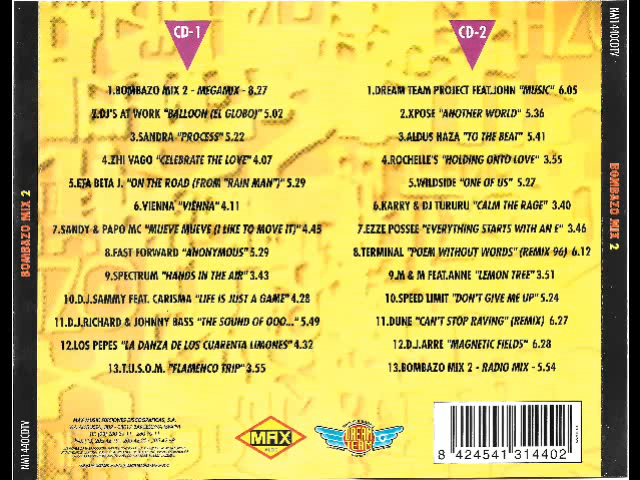 CD-1
1.BOMBAZO MIX 2 - MEGAMIX - 8.27
2.DJ'S AT WORK "BALLOON (EL GLOBO)" 5.02
3.SANDRA "PROCESS" 5.22
4.ZHI VAGO "CELEBRATE THE LOVE" 4.07
5.ETA BETA J. "ON THE ROAD (FROM "RAIN MAN")" 5.29
6.VIENNA "VIENNA" 4.11
7.SANDY & PAPO MC "MUEVE MUEVE (I LIKE TO MOVE IT)" 4.45
8.FAST FORWARD "ANONYMOUS" 5.29
9.SPECTRUM "HANDS IN THE AIR" 3.43
10.D.J.SAMMY FEAT. CARISMA "LIFE IS JUST A GAME" 4.28
11.D.J.RICHARD & JOHNNY BASS "THE SOUND OF OOO..." 5.49
12.LOS PEPES "LA DANZA DE LOS CUARENTA LIMONES" 4.32
13.T.U.S.O.M. "FLAMENCO TRIP" 3.55
CD-2
1.DREAM TEAM PROJECT FEAT.JOHN "MUSIC" 6.05
2.XPOSE "ANOTHER WORLD" 5.36
3.ALDUS HAZA "TO THE BEAT" 5.41
4.ROCHELLE'S "HOLDING ONTO LOVE" 3.55
5.WILDSIDE "ONE OF US" 5.27
6.KARRY & DJ TURURU "CALM THE RAGE" 3.40
7.EZZE POSSEE "EVERYTHING STARTS WITH AN E" 3.46
8.TERMINAL "POEM WITHOUT WORDS" (REMIX 96) 6.12
9.M & M FEAT.ANNE "LEMON TREE" 3.51
10.SPEED LIMIT "DON'T GIVE ME UP" 5.24
11.DUNE "CAN'T STOP RAVING" (REMIX) 6.27
12.D.J.ARRE "MAGNETIC FIELDS" 6.28
13.BOMBAZO MIX 2 - RADIO MIX - 5.54
BOMBAZO MIX 2
NM1440CDTV
BOMBAZO MIX 2
NM1440CDTV
MAX MUSIC EDICIONES DISCOGRAFICAS, S.A.
MAX
MUSIC
DREAM
TEAM
8 424541 314402